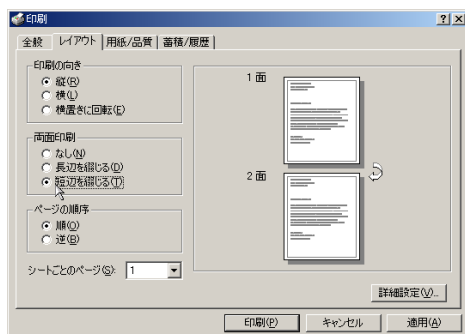 印刷
全般 レイアウト 用紙/品質 蓄積/履歴
印刷の向き
縦(R)
横(L)
横置きに回転(E)
両面印刷
なし(N)
長辺を綴じる(D)
短辺を綴じる(T)
ページの順序
順(O)
逆(B)
シートごとのページ(S): 1
1 面
2 面
詳細設定(V)...
印刷(P) キャンセル 適用(A)